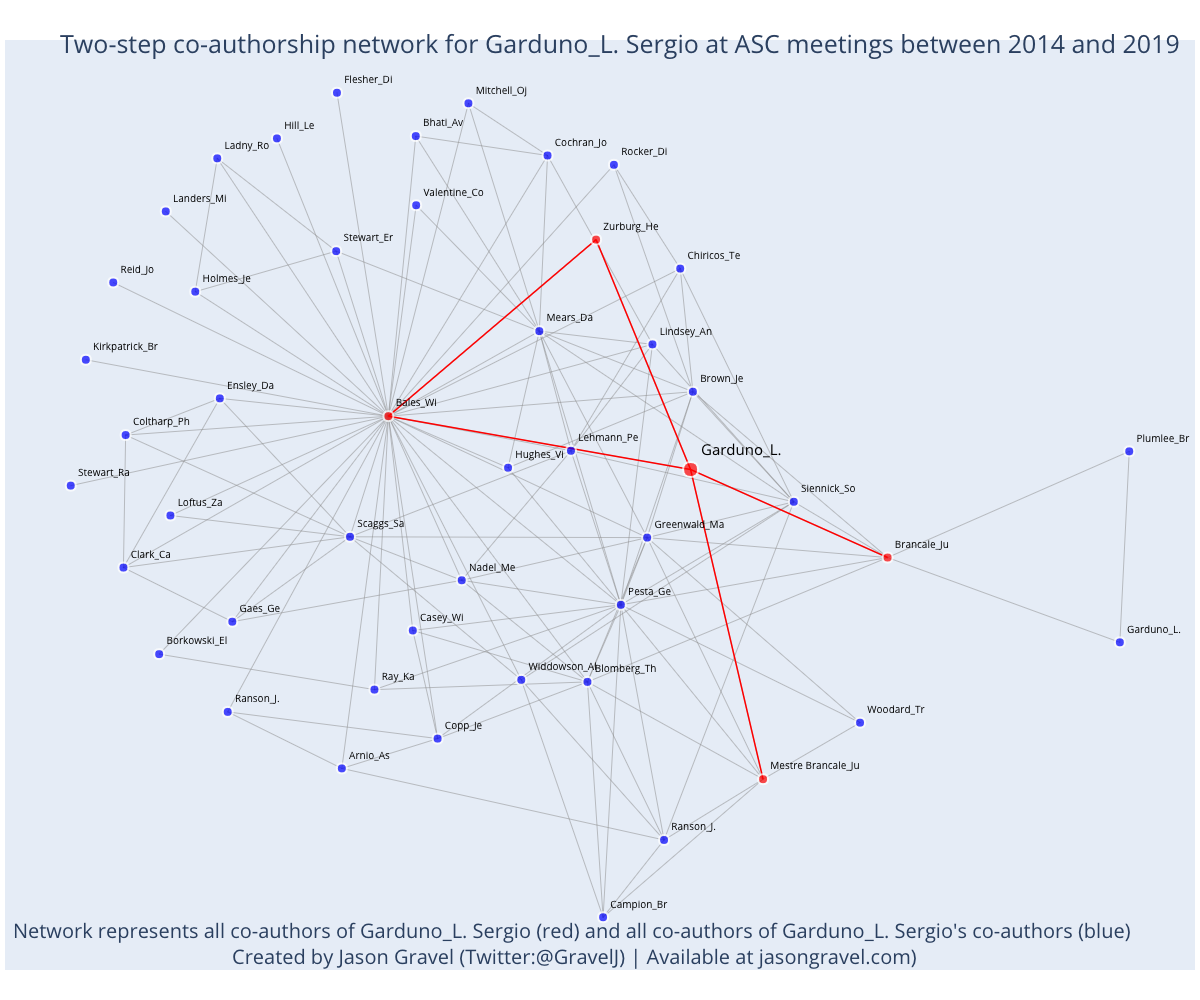 Two-step co-authorship network for Garduno_L. Sergio at ASC meetings between 2014 and 2019
Flesher_Di
Mitchell_Oj
Hill_Le
Bhati_Av
Ladny_Ro
Cochran_Jo
Rocker_Di
Landers_Mi
Valentine_Co
Zurburg_He
Stewart_Er
Chiricos_Te
Reid_Jo
Holmes_Je
Mears_Da
Lindsey_An
Kirkpatrick_Br
Brown_Je
Ensley_Da
Bales_Wi
Coltharp_Ph
Lehmann_Pe
Plumlee_Br
Garduno_L.
Hughes_Vi
Stewart_Ra
Siennick_So
Loftus_Za
Scaggs_Sa
Greenwald_Ma
Brancale_Ju
Clark_Ca
Nadel_Me
Pesta_Ge
Gaes_Ge
Casey_Wi
Garduno_L.
Borkowski_El
Widdowson_Al
Blomberg_Th
Ray_Ka
Ranson_J.
Woodard_Tr
Copp_Je
Arnio_As
Mestre Brancale_Ju
Ranson_J.
Campion_Br
Network represents all co-authors of Garduno_L. Sergio (red) and all co-authors of Garduno_L. Sergio's co-authors (blue)
Created by Jason Gravel (Twitter:@GravelJ) | Available at jasongravel.com)